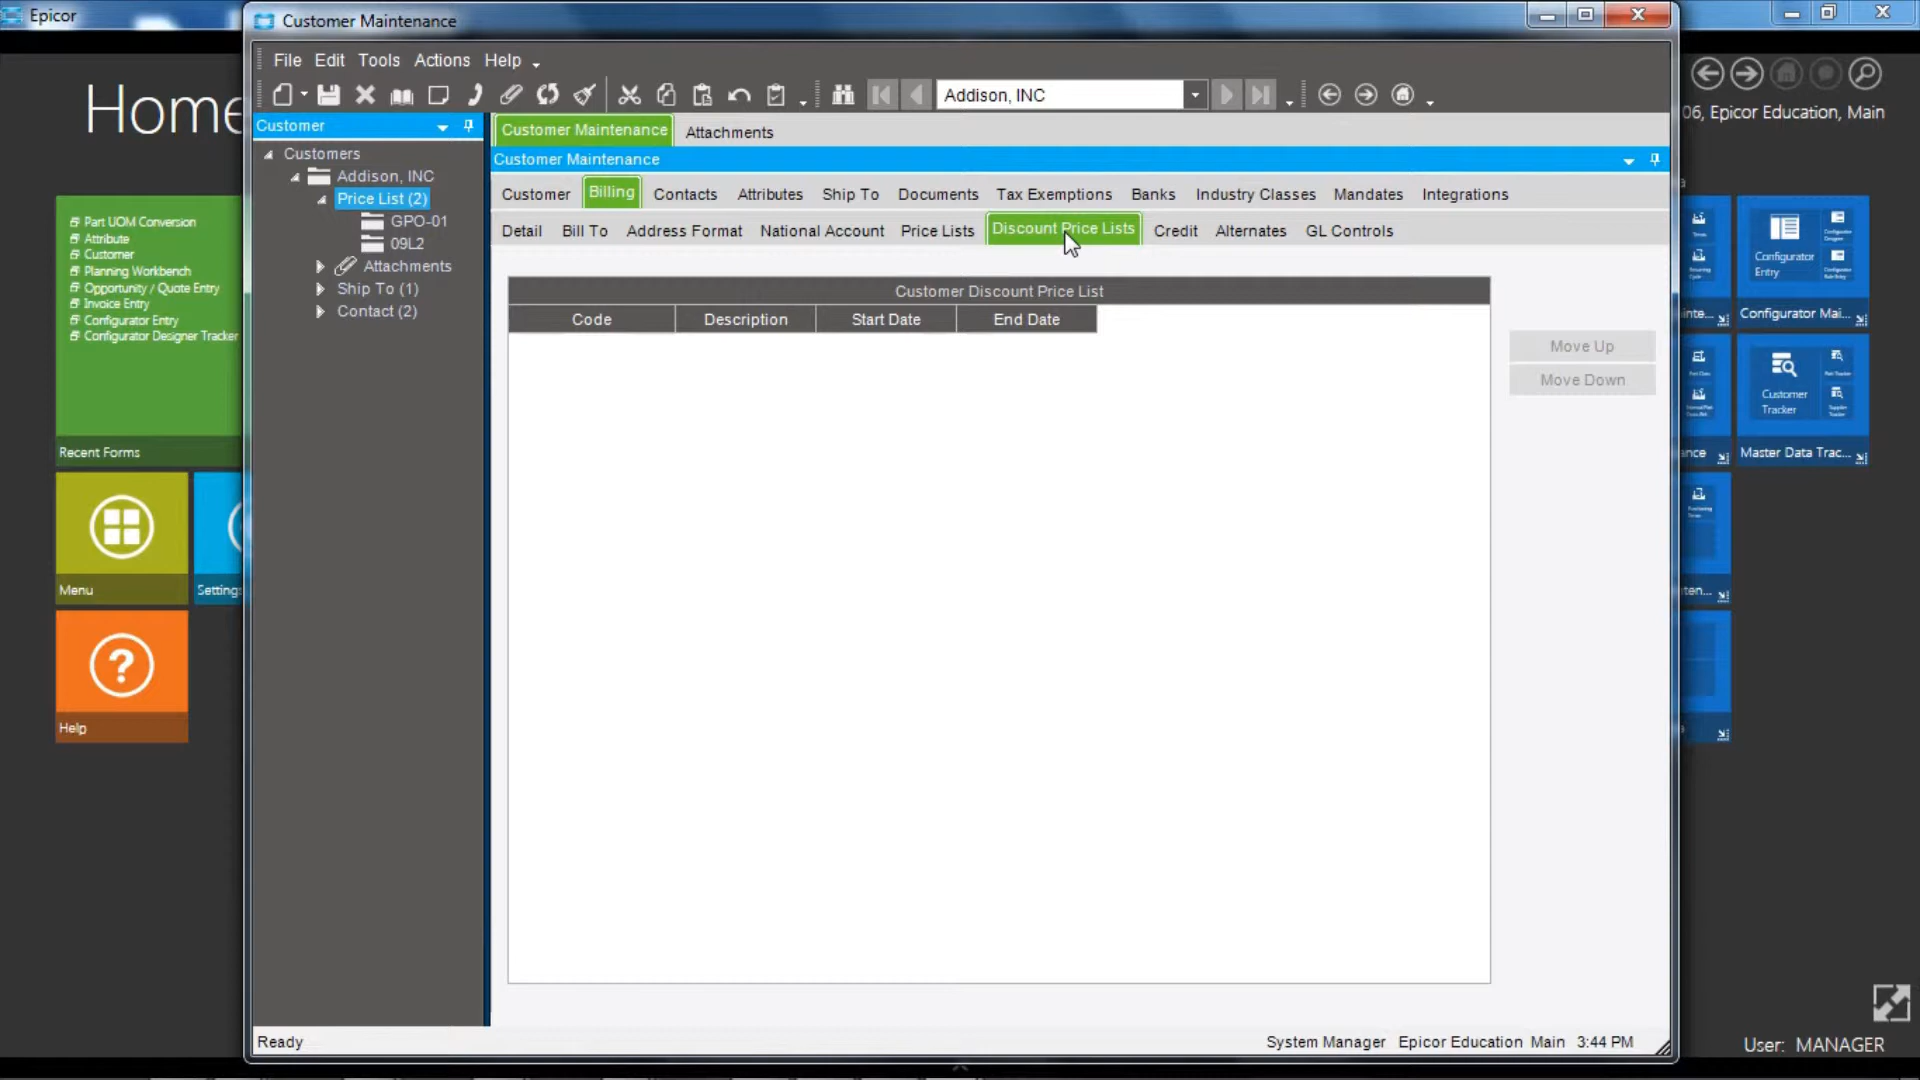 Epicor
Customer Maintenance
File Edit Tools Actions Help
Addison, INC
Home
06, Epicor Education, Main
Customer
Customers
Addison, INC
Price List (2)
GPO-01
09L2
Attachments
Ship To (1)
Contact (2)
Customer Maintenance Attachments
Customer Maintenance
Customer Billing Contacts Attributes Ship To Documents Tax Exemptions Banks Industry Classes Mandates Integrations
Detail Bill To Address Format National Account Price Lists Discount Price Lists Credit Alternates GL Controls
Customer Discount Price List
Code Description Start Date End Date
Move Up
Move Down
Part UOM Conversion
Attribute
Customer
Planning Workbench
Opportunity / Quote Entry
Invoice Entry
Configurator Entry
Configurator Designer Tracker
Recent Forms
Menu
Settings
Help
Configurator
Entry
Configurator Mai...
Customer
Tracker
Master Data Trac...
Ready
System Manager Epicor Education Main 3:44 PM
User: MANAGER